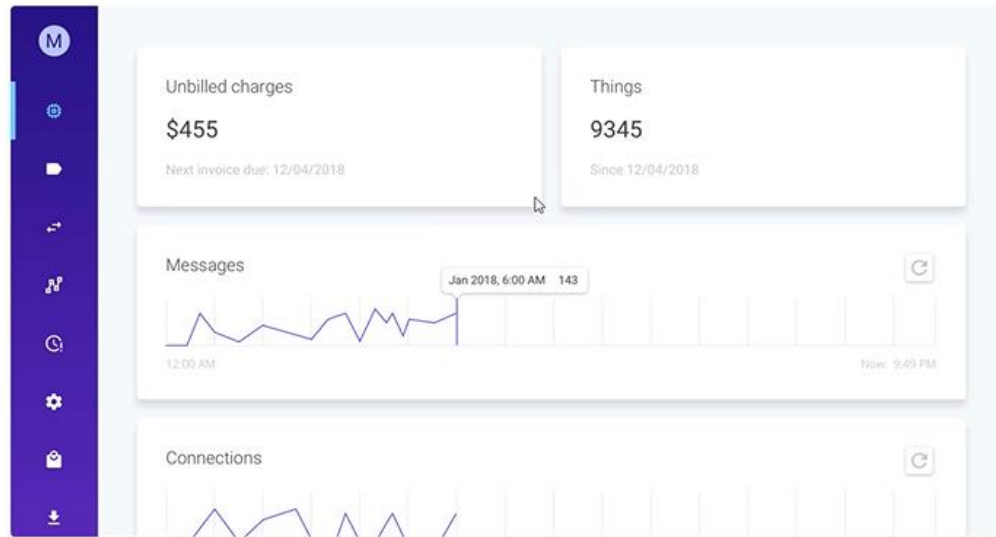 M
Unbilled charges
$455
Next invoice due: 12/04/2018
Things
9345
Since 12/04/2018
Messages
Jan 2018, 6:00 AM 143
12:00 AM
Now 9:49 PM
Connections